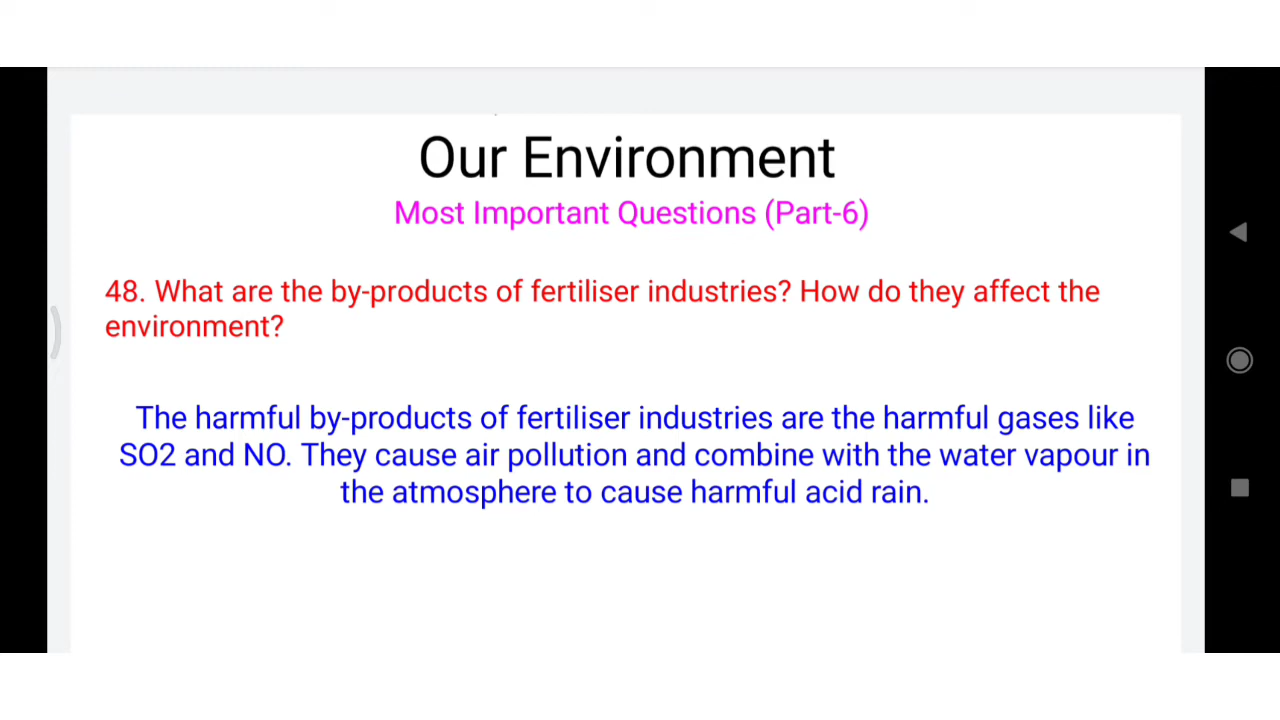 Our Environment
Most Important Questions (Part-6)
48. What are the by-products of fertiliser industries? How do they affect the
environment?
The harmful by-products of fertiliser industries are the harmful gases like
SO2 and NO. They cause air pollution and combine with the water vapour in
the atmosphere to cause harmful acid rain.